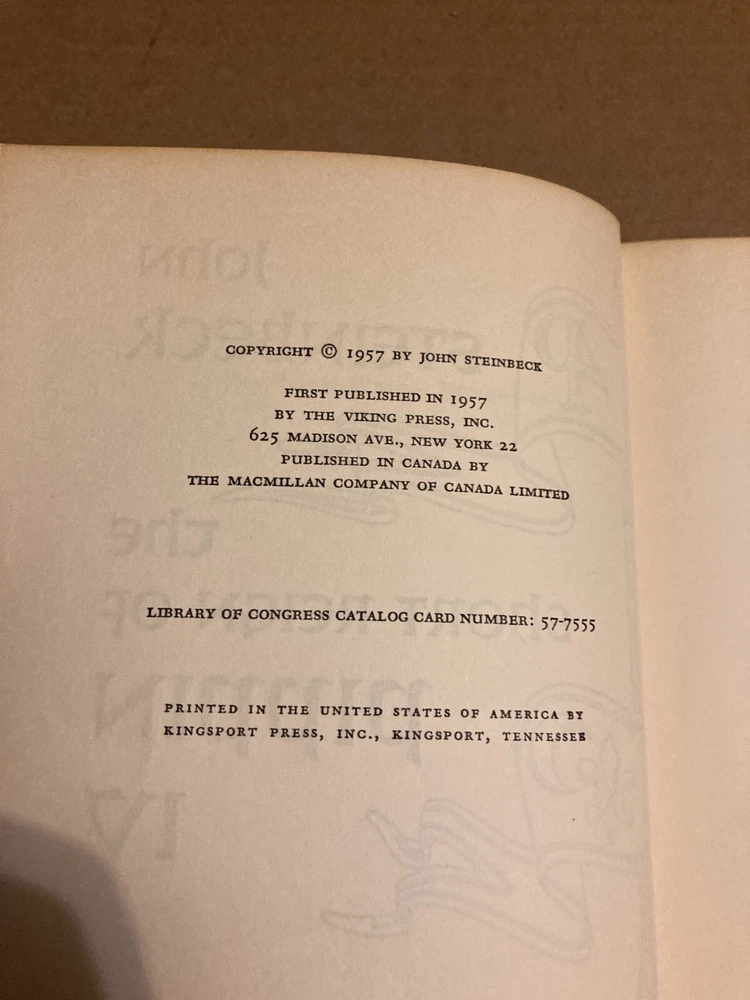 COPYRIGHT © 1957 BY JOHN STEINBECK
FIRST PUBLISHED IN 1957
BY THE VIKING PRESS, INC.
625 MADISON AVE., NEW YORK 22
PUBLISHED IN CANADA BY
THE MACMILLAN COMPANY OF CANADA LIMITED
LIBRARY OF CONGRESS CATALOG CARD NUMBER: 57-7555
PRINTED IN THE UNITED STATES OF AMERICA BY
KINGSPORT PRESS, INC., KINGSPORT, TENNESSEE